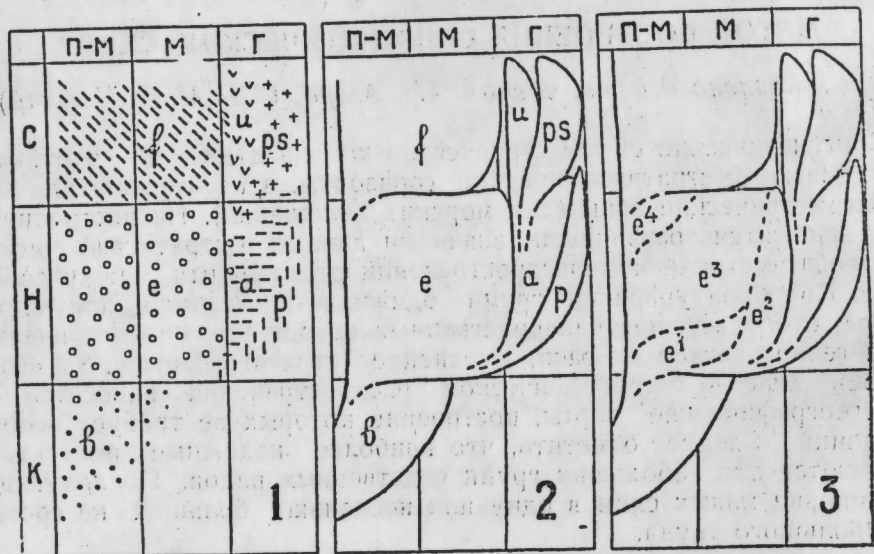 П-М М Г П-М М Г П-М М Г
С f u ps f u ps
Н e a p e a p e⁴ e³ e¹ e²
К в 1 в 2 3